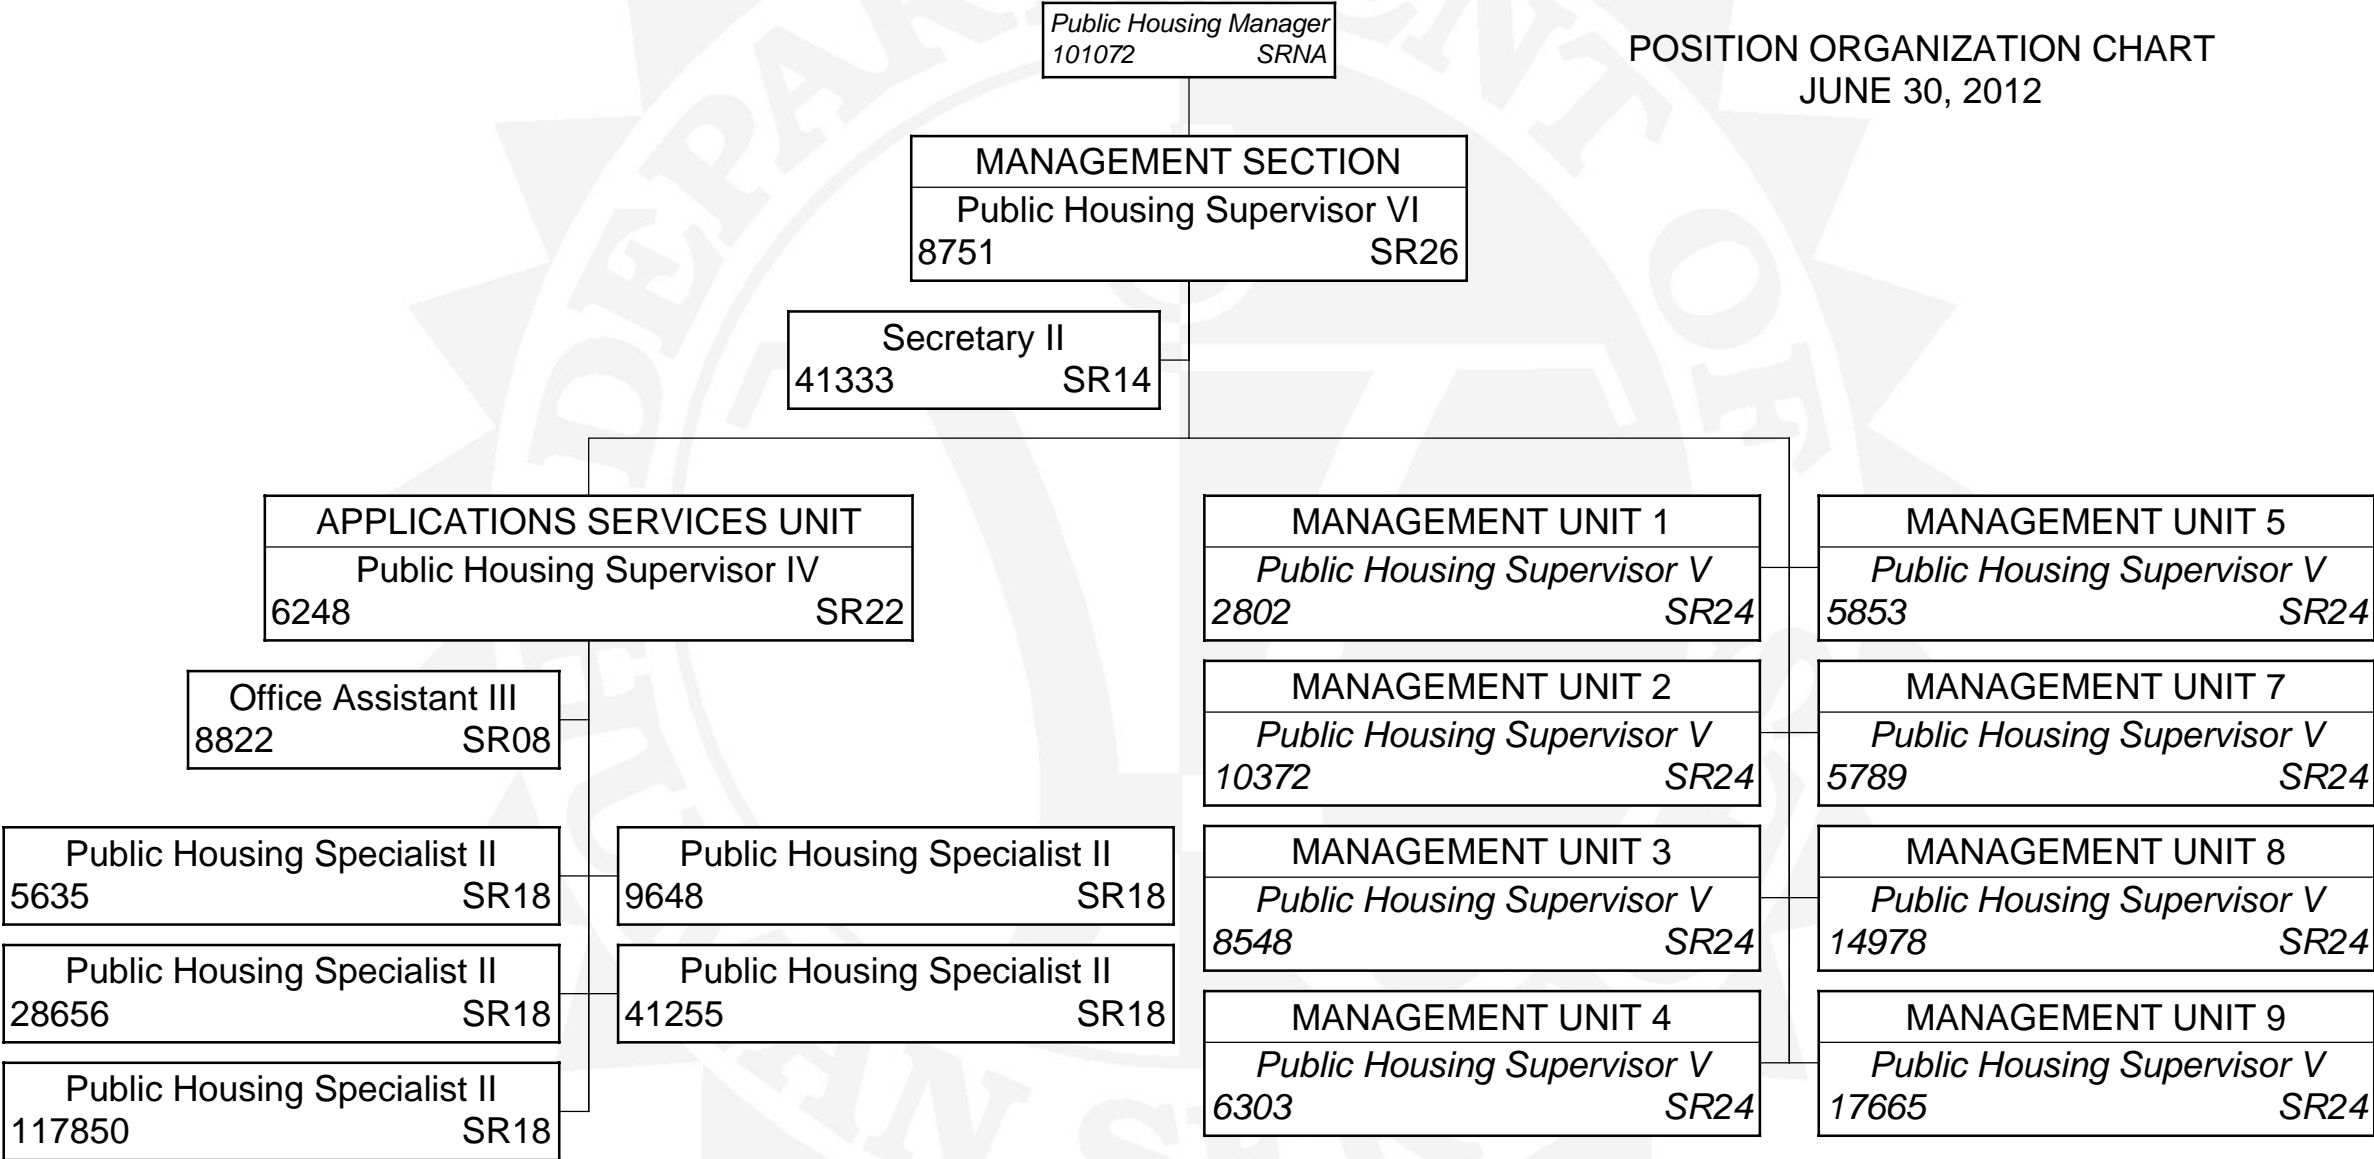 Public Housing Manager
101072 SRNA
POSITION ORGANIZATION CHART
JUNE 30, 2012
MANAGEMENT SECTION
Public Housing Supervisor VI
8751 SR26
Secretary II
41333 SR14
APPLICATIONS SERVICES UNIT
Public Housing Supervisor IV
6248 SR22
Office Assistant III
8822 SR08
Public Housing Specialist II
5635 SR18
Public Housing Specialist II
9648 SR18
Public Housing Specialist II
28656 SR18
Public Housing Specialist II
41255 SR18
Public Housing Specialist II
117850 SR18
MANAGEMENT UNIT 1
Public Housing Supervisor V
2802 SR24
MANAGEMENT UNIT 5
Public Housing Supervisor V
5853 SR24
MANAGEMENT UNIT 2
Public Housing Supervisor V
10372 SR24
MANAGEMENT UNIT 7
Public Housing Supervisor V
5789 SR24
MANAGEMENT UNIT 3
Public Housing Supervisor V
8548 SR24
MANAGEMENT UNIT 8
Public Housing Supervisor V
14978 SR24
MANAGEMENT UNIT 4
Public Housing Supervisor V
6303 SR24
MANAGEMENT UNIT 9
Public Housing Supervisor V
17665 SR24
DEPARTMENT OF